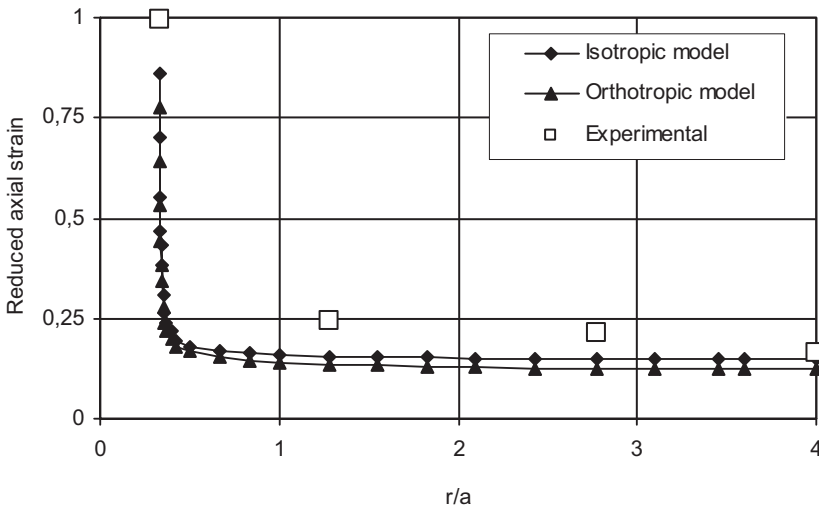 1
0,75
0,5
0,25
0
Reduced axial strain
Isotropic model
Orthotropic model
Experimental
0 1 2 3 4
r/a